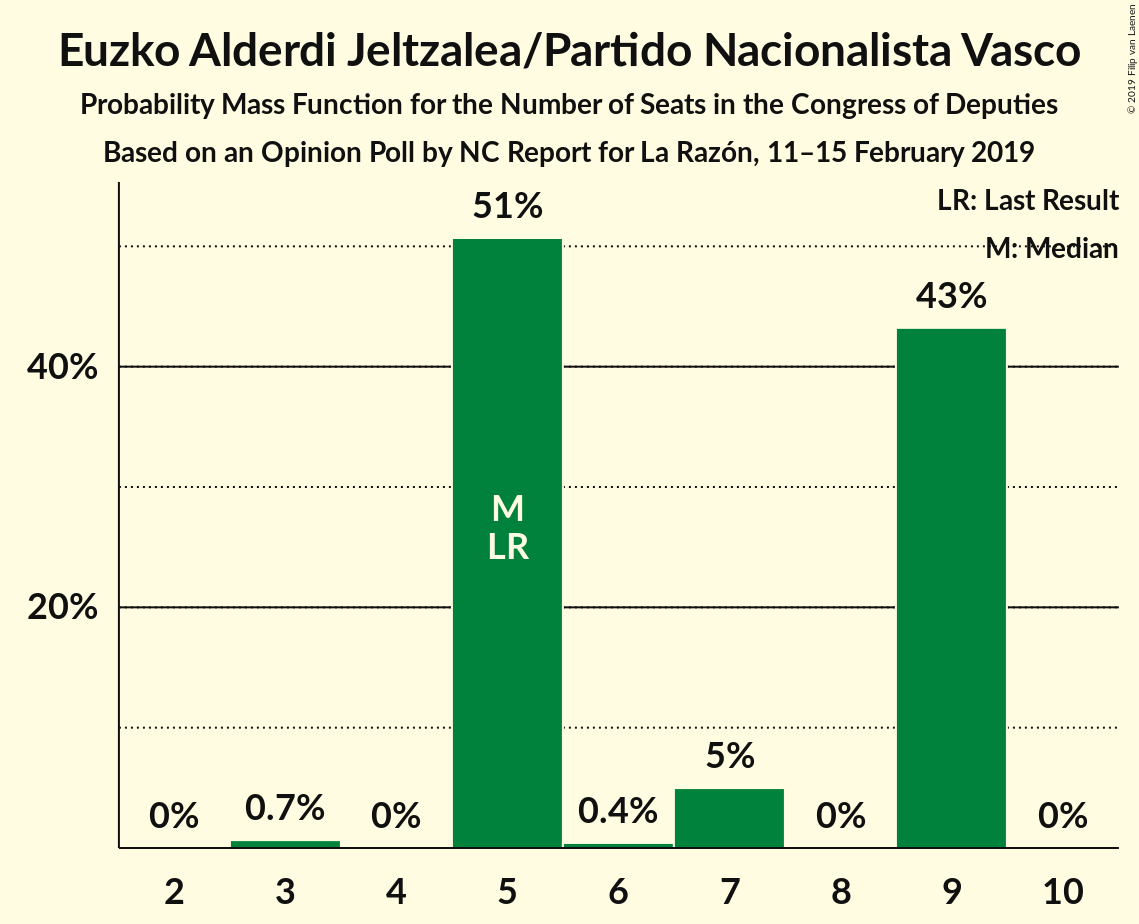 Euzko Alderdi Jeltzalea/Partido Nacionalista Vasco
Probability Mass Function for the Number of Seats in the Congress of Deputies
Based on an Opinion Poll by NC Report for La Razón, 11–15 February 2019
© 2019 Filip van Laenen
LR: Last Result
M: Median
51%
43%
40%
M
LR
20%
5%
0%
0.7%
0%
0.4%
0%
0%
2 3 4 5 6 7 8 9 10